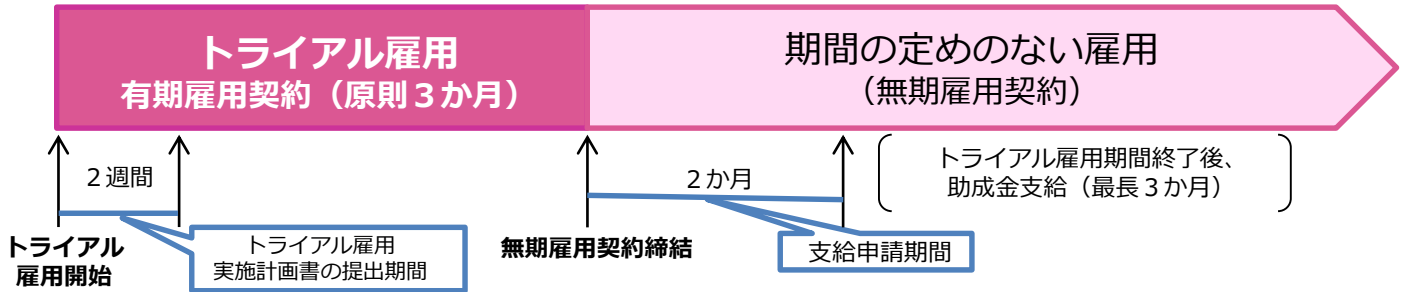 トライアル雇用
有期雇用契約（原則３か月）
期間の定めのない雇用
（無期雇用契約）
２週間
２か月
トライアル雇用期間終了後、
助成金支給（最長３か月）
トライアル
雇用開始
トライアル雇用
実施計画書の提出期間
無期雇用契約締結
支給申請期間